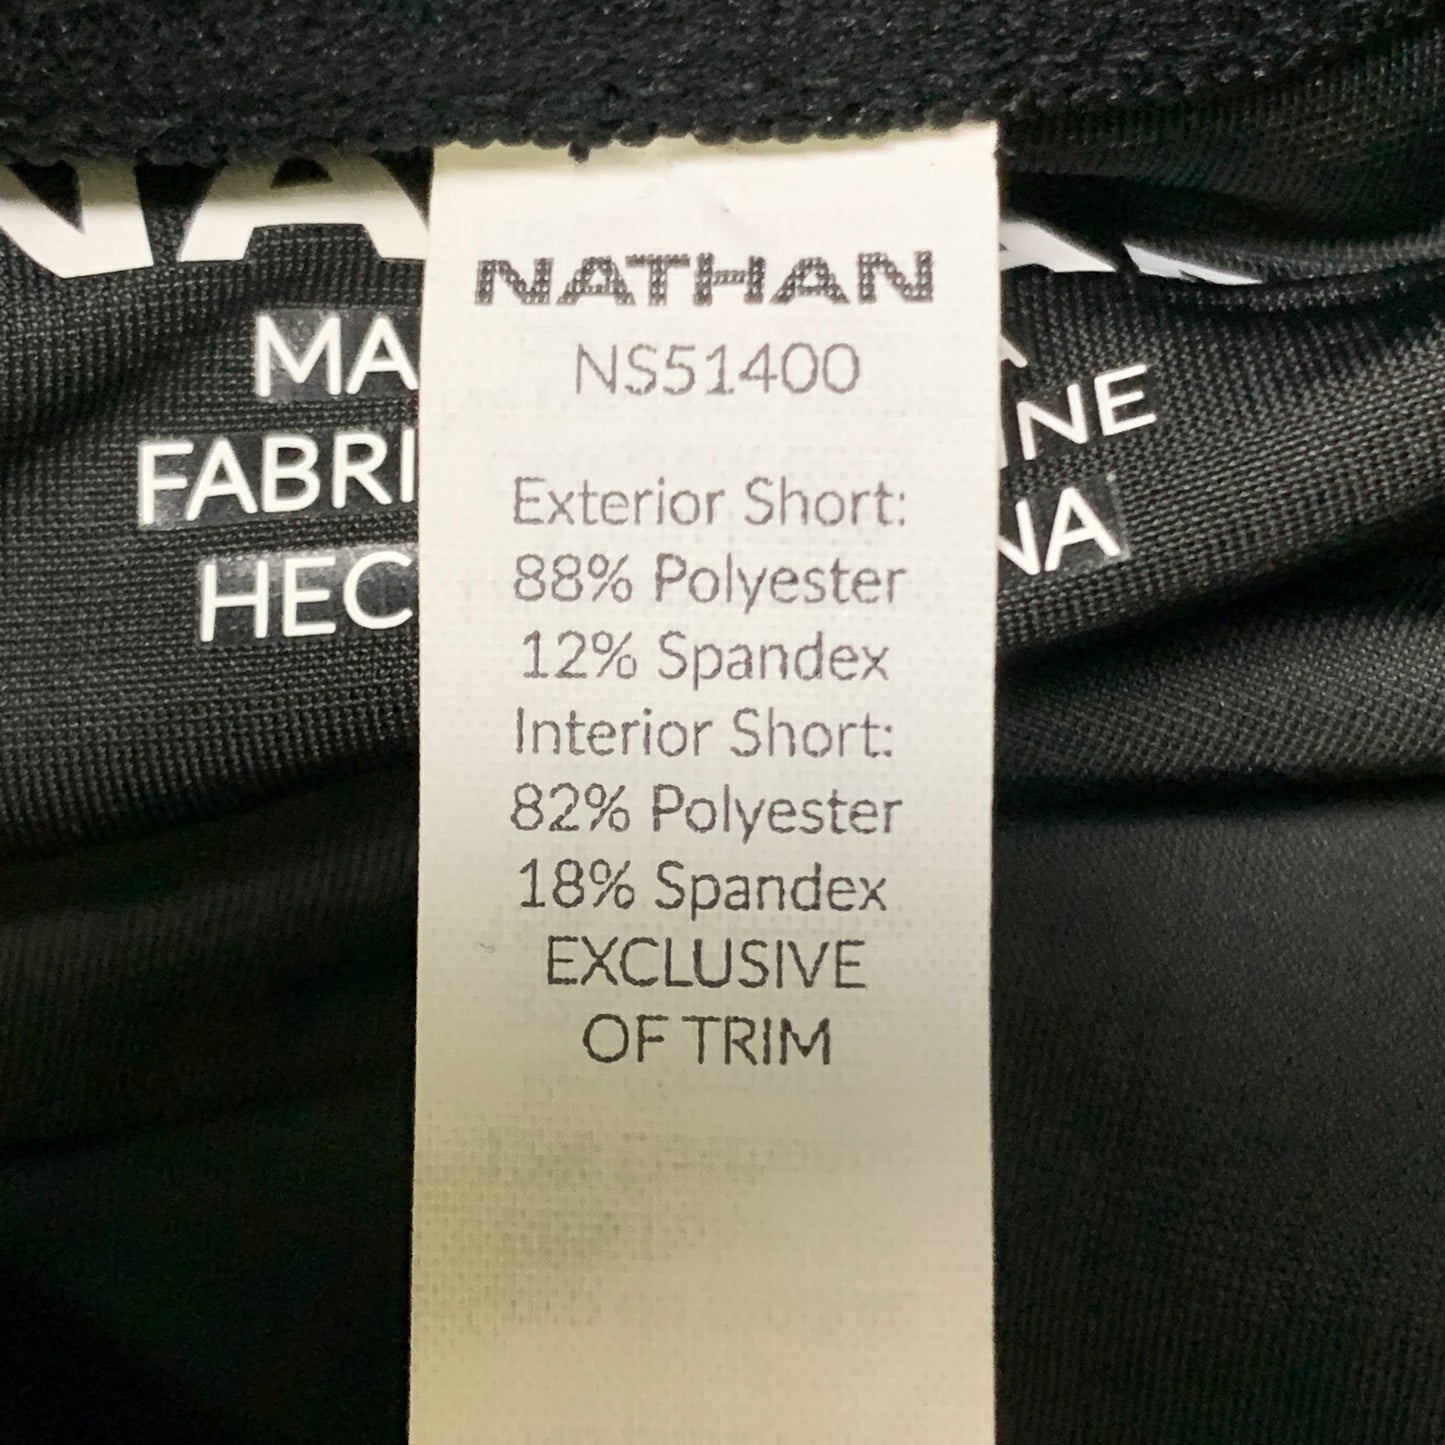 NATHAN
NS51400
Exterior Short:
88% Polyester
12% Spandex
Interior Short:
82% Polyester
18% Spandex
EXCLUSIVE
OF TRIM